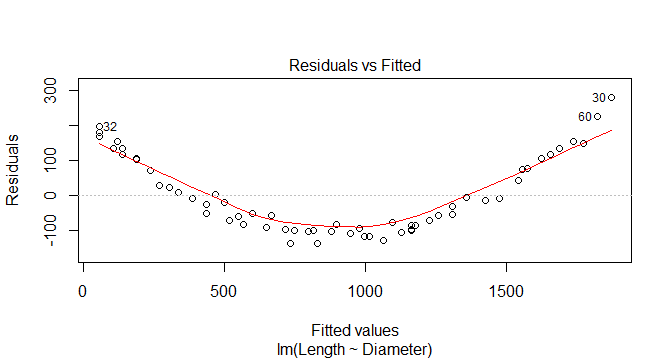 Residuals vs Fitted
Residuals
300
100
0
-100
32
30
60
0 500 1000 1500
Fitted values
lm(Length ~ Diameter)